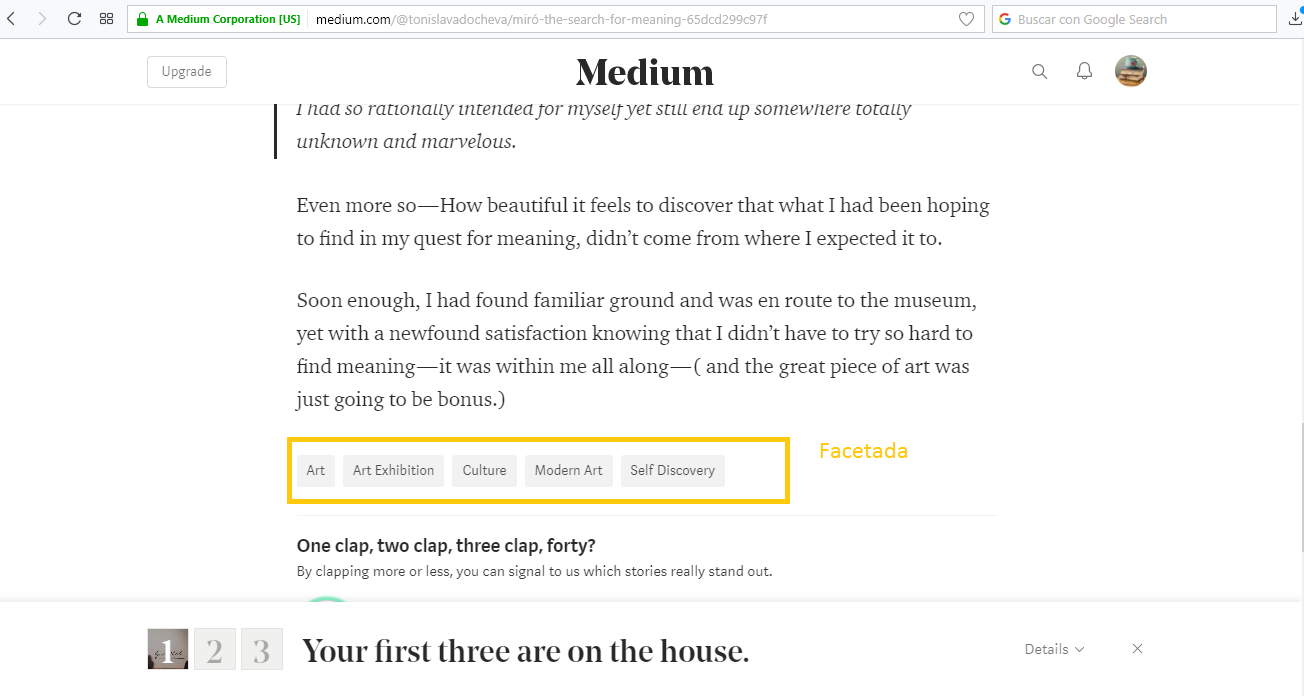 A Medium Corporation [US] medium.com/@tonislavadocheva/miró-the-search-for-meaning-65dcd299c97f Buscar con Google Search
Upgrade Medium
I had so rationally intended for myself yet still end up somewhere totally
unknown and marvelous.
Even more so—How beautiful it feels to discover that what I had been hoping
to find in my quest for meaning, didn’t come from where I expected it to.
Soon enough, I had found familiar ground and was en route to the museum,
yet with a newfound satisfaction knowing that I didn’t have to try so hard to
find meaning—it was within me all along—( and the great piece of art was
just going to be bonus.)
Facetada
Art Art Exhibition Culture Modern Art Self Discovery
One clap, two clap, three clap, forty?
By clapping more or less, you can signal to us which stories really stand out.
1 2 3 Your first three are on the house. Details